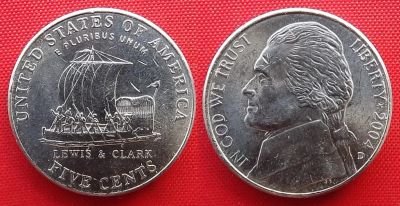 UNITED STATES OF AMERICA
E PLURIBUS UNUM
LEWIS & CLARK
FIVE CENTS
IN GOD WE TRUST
LIBERTY · 2004
D